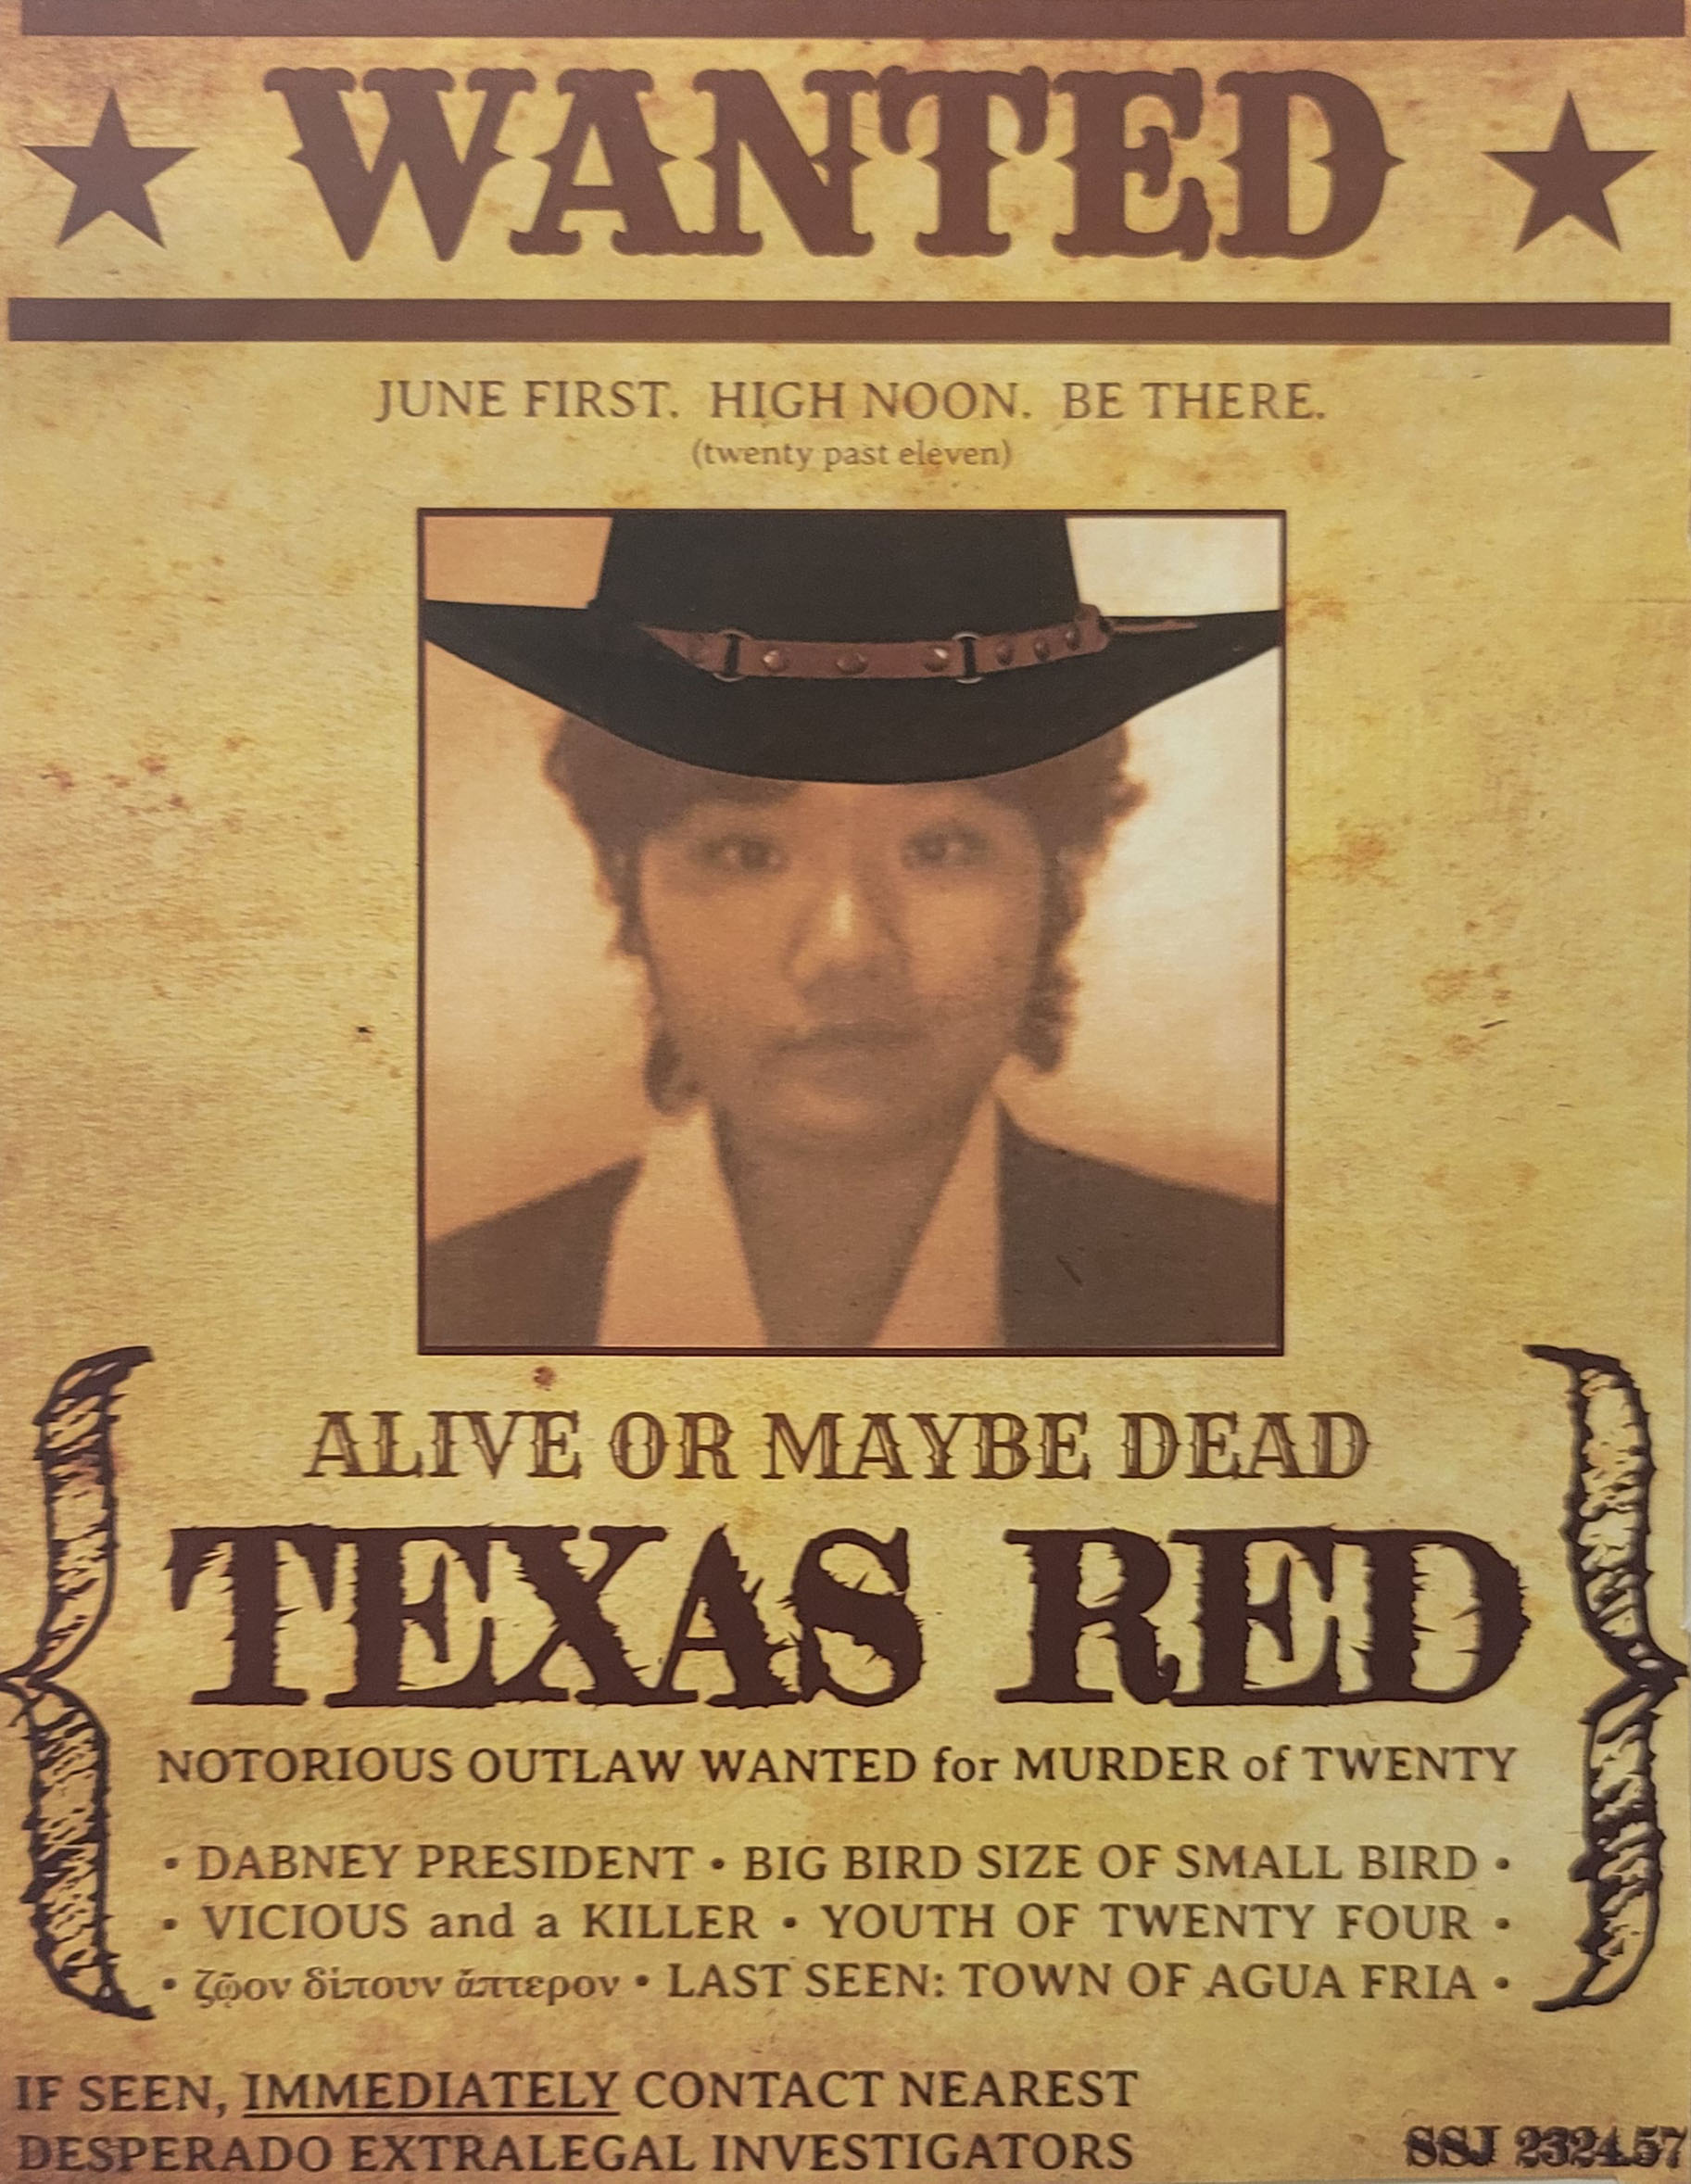 WANTED
JUNE FIRST. HIGH NOON. BE THERE.
(twenty past eleven)
ALIVE OR MAYBE DEAD
TEXAS RED
NOTORIOUS OUTLAW WANTED for MURDER of TWENTY
• DABNEY PRESIDENT • BIG BIRD SIZE OF SMALL BIRD •
• VICIOUS and a KILLER • YOUTH OF TWENTY FOUR •
• ζῷον δίπουν ἄπτερον • LAST SEEN: TOWN OF AGUA FRIA •
IF SEEN, IMMEDIATELY CONTACT NEAREST
DESPERADO EXTRALEGAL INVESTIGATORS
SSJ 2324.57